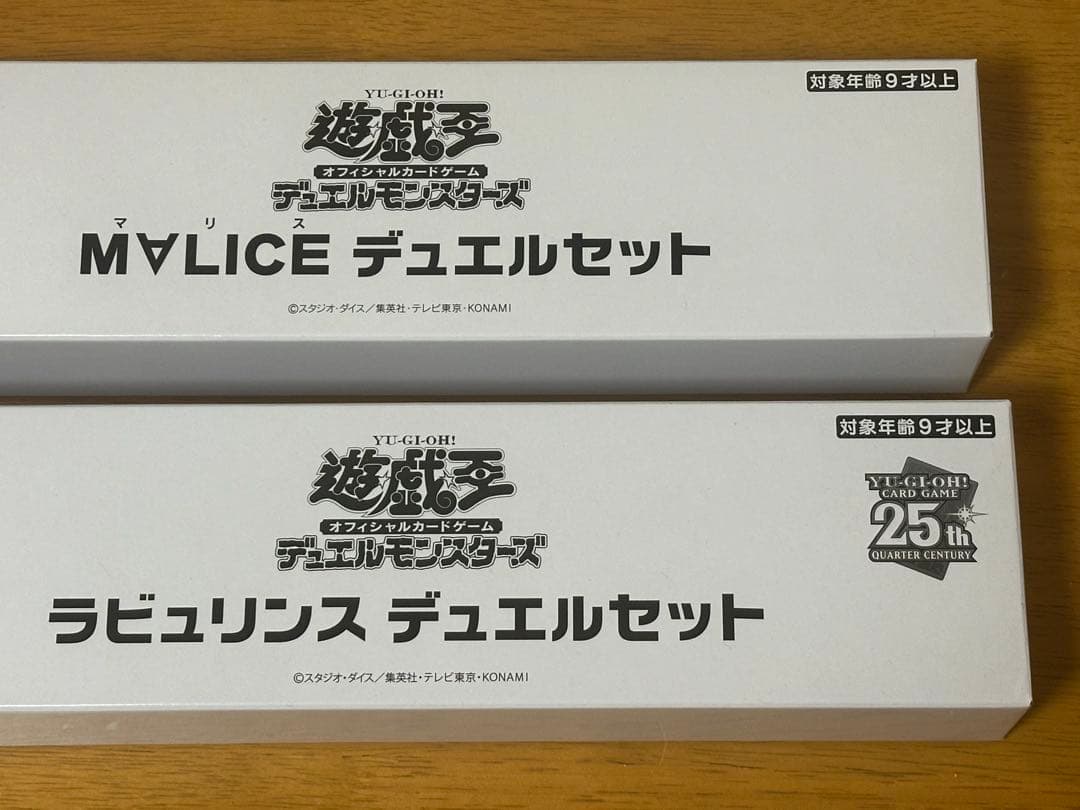 対象年齢9才以上
YU-GI-OH!
遊☆戯☆王
オフィシャルカードゲーム
デュエルモンスターズ
マリス
M∀LICE デュエルセット
©スタジオ・ダイス/集英社・テレビ東京・KONAMI
対象年齢9才以上
YU-GI-OH!
遊☆戯☆王
オフィシャルカードゲーム
デュエルモンスターズ
YU-GI-OH!
CARD GAME
25th
QUARTER CENTURY
ラビュリンス デュエルセット
©スタジオ・ダイス/集英社・テレビ東京・KONAMI